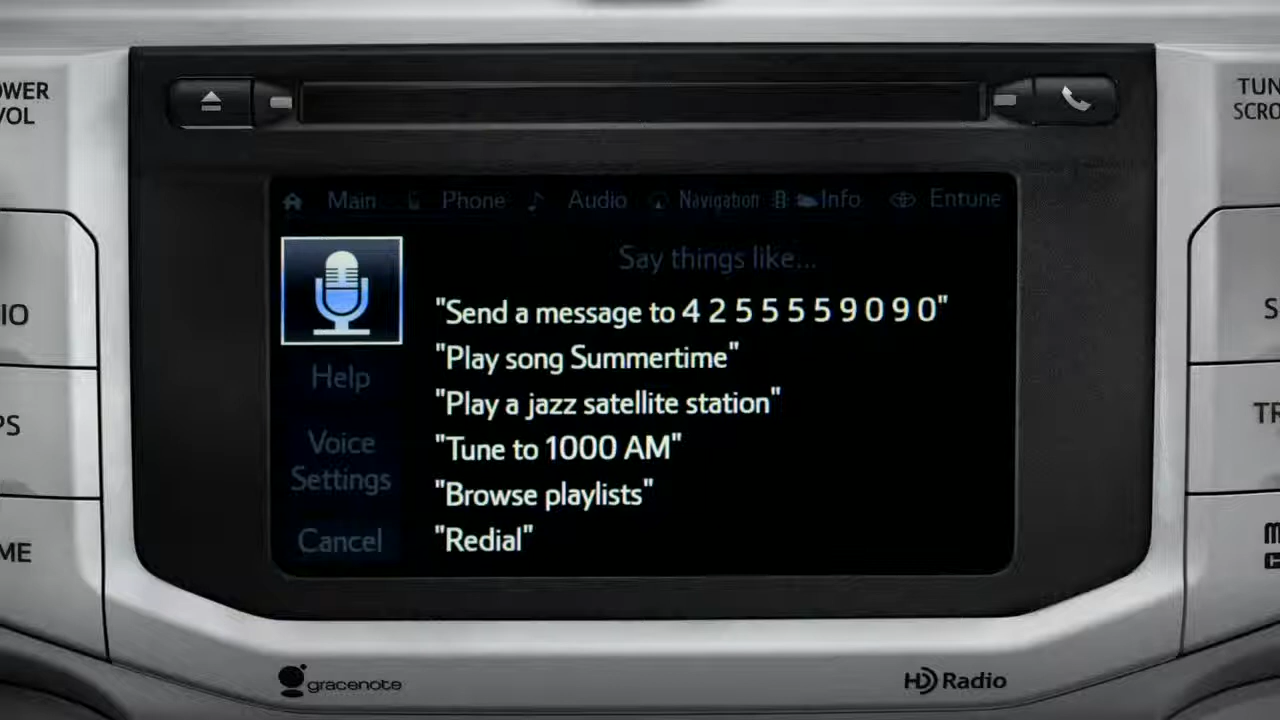 OWER
VOL
TUN
SCRO
Main Phone Audio Navigation Info Entune
Say things like...
"Send a message to 4 2 5 5 5 5 9 0 9 0"
"Play song Summertime"
"Play a jazz satellite station"
"Tune to 1000 AM"
"Browse playlists"
"Redial"
Help
Voice
Settings
Cancel
IO
PS
ME
S
TR
gracenote
HD Radio